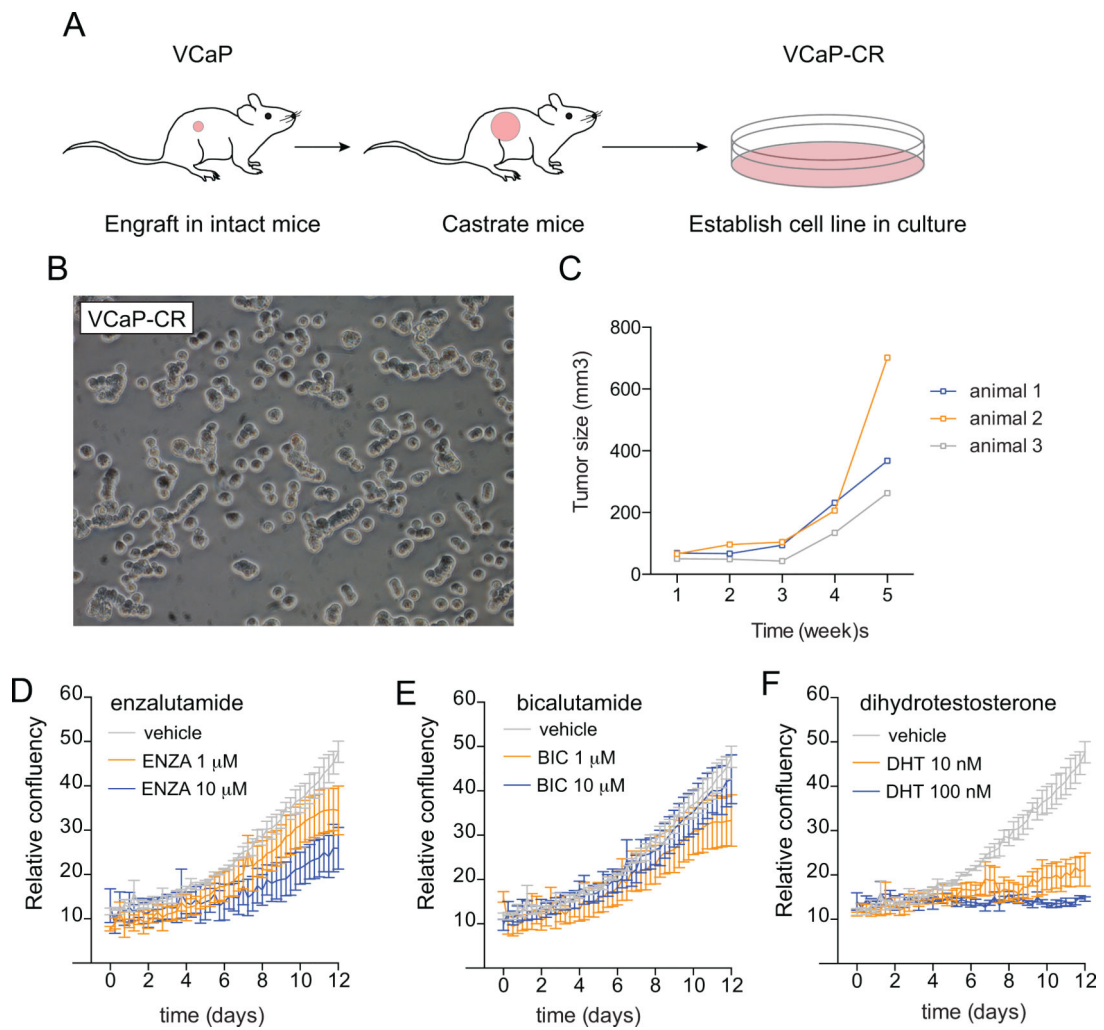 A
VCaP
VCaP-CR
Engraft in intact mice
Castrate mice
Establish cell line in culture
B
VCaP-CR
C
800
600
400
200
0
Tumor size (mm3)
1 2 3 4 5
Time (week)s
animal 1
animal 2
animal 3
D
enzalutamide
vehicle
ENZA 1 μM
ENZA 10 μM
60
50
40
30
20
10
Relative confluency
0 2 4 6 8 10 12
time (days)
E
bicalutamide
vehicle
BIC 1 μM
BIC 10 μM
60
50
40
30
20
10
Relative confluency
0 2 4 6 8 10 12
time (days)
F
dihydrotestosterone
vehicle
DHT 10 nM
DHT 100 nM
60
50
40
30
20
10
Relative confluency
0 2 4 6 8 10 12
time (days)